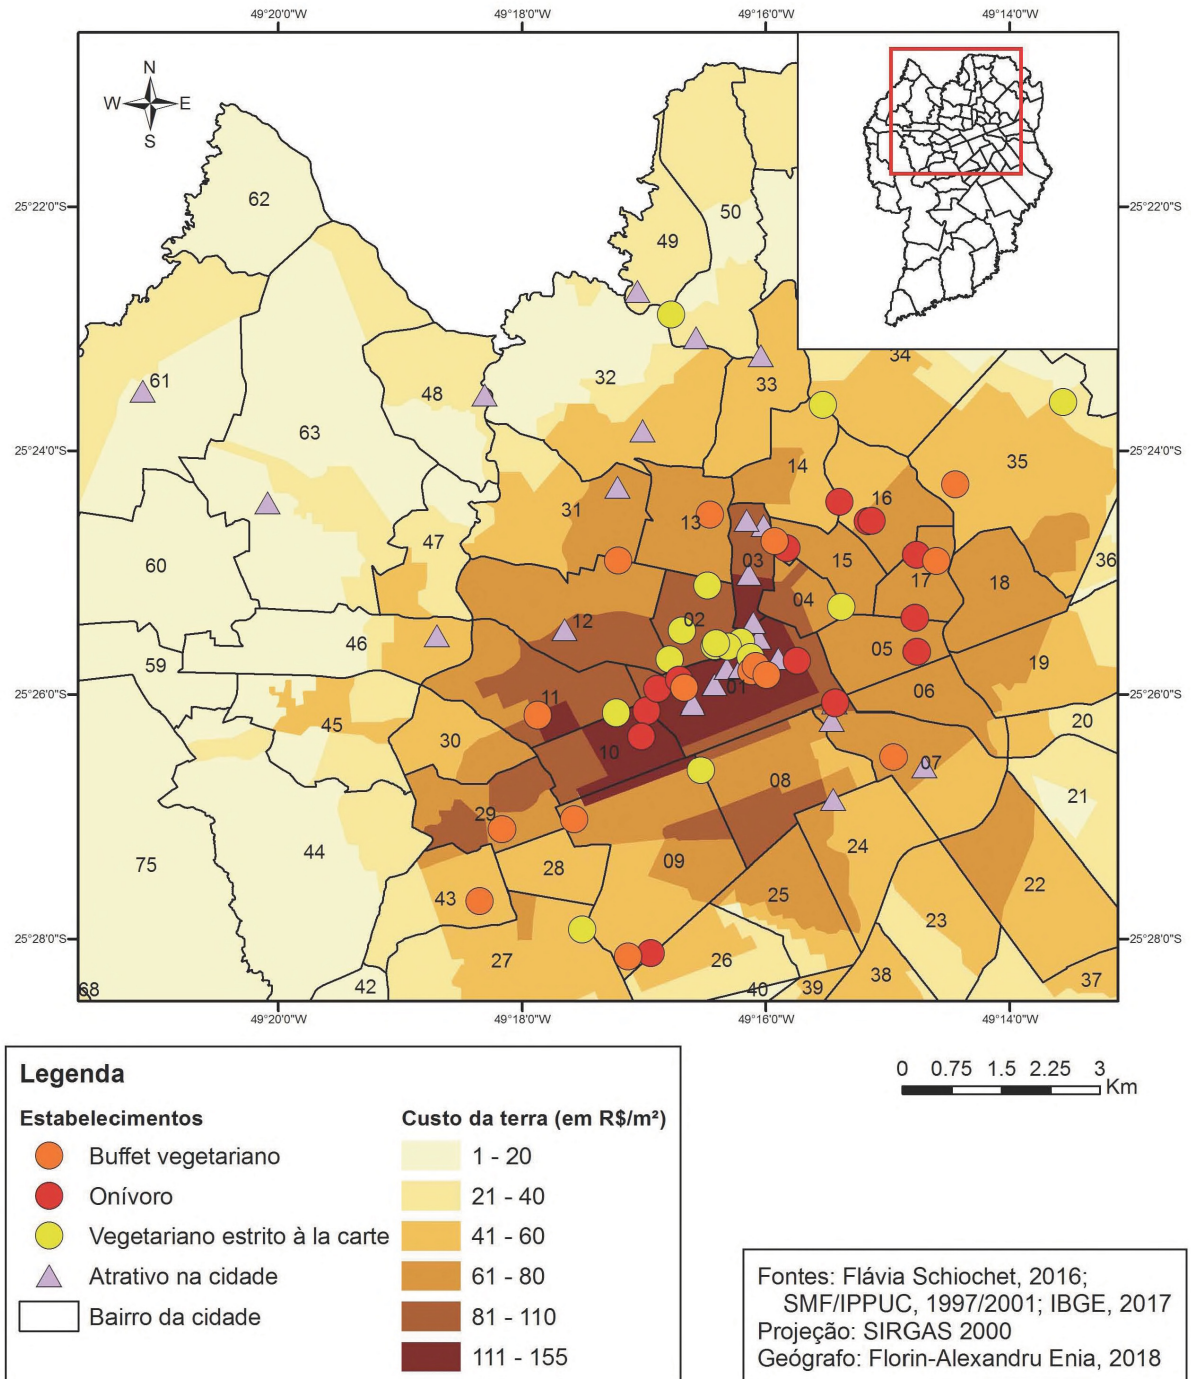 49°20'0"W 49°18'0"W 49°16'0"W 49°14'0"W
N
W E
S
62
25°22'0"S 25°22'0"S
50
49
34
61
32
33
48
63
25°24'0"S 25°24'0"S
14
35
16
31
13
47
03
15
36
60
17
18
04
02
12
46
05
19
59
06
25°26'0"S 25°26'0"S
01
11
20
45
30
10
07
08
21
29
24
44
75
28
09
22
25
43
23
25°28'0"S 25°28'0"S
27
26
38
37
68
42
40
39
49°20'0"W 49°18'0"W 49°16'0"W 49°14'0"W
0 0.75 1.5 2.25 3
Km
Legenda
Estabelecimentos
Buffet vegetariano
Onívoro
Vegetariano estrito à la carte
Atrativo na cidade
Bairro da cidade
Custo da terra (em R$/m²)
1 - 20
21 - 40
41 - 60
61 - 80
81 - 110
111 - 155
Fontes: Flávia Schiochet, 2016;
SMF/IPPUC, 1997/2001; IBGE, 2017
Projeção: SIRGAS 2000
Geógrafo: Florin-Alexandru Enia, 2018